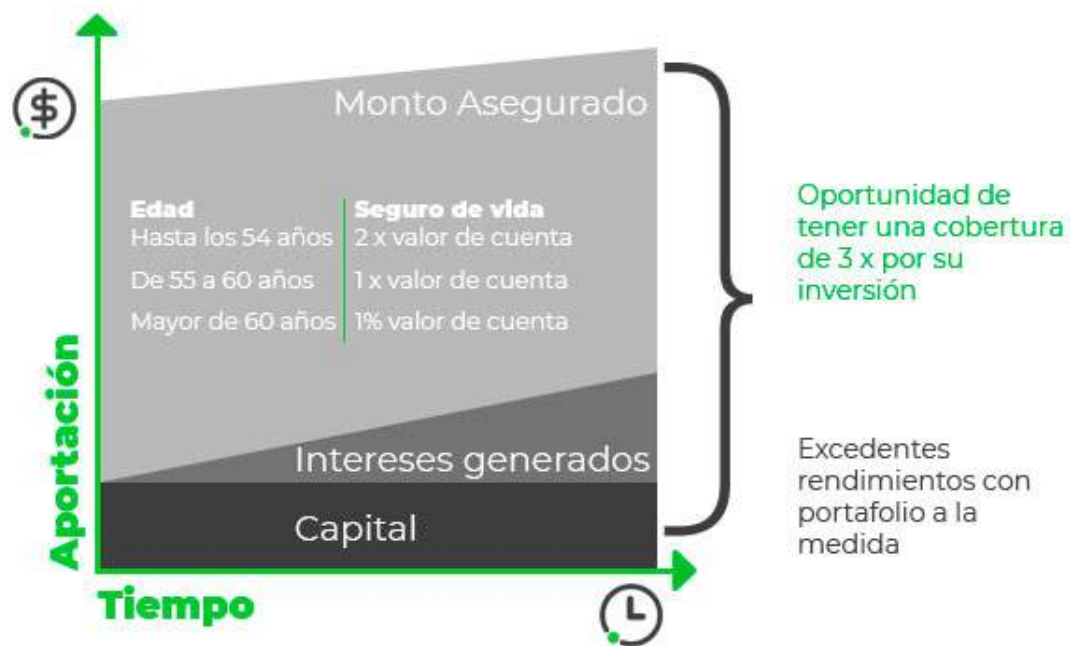 Aportación
$
Monto Asegurado
Edad
Seguro de vida
Hasta los 54 años
2 x valor de cuenta
De 55 a 60 años
1 x valor de cuenta
Mayor de 60 años
1% valor de cuenta
Intereses generados
Capital
Tiempo
Oportunidad de
tener una cobertura
de 3 x por su
inversión
Excedentes
rendimientos con
portafolio a la
medida